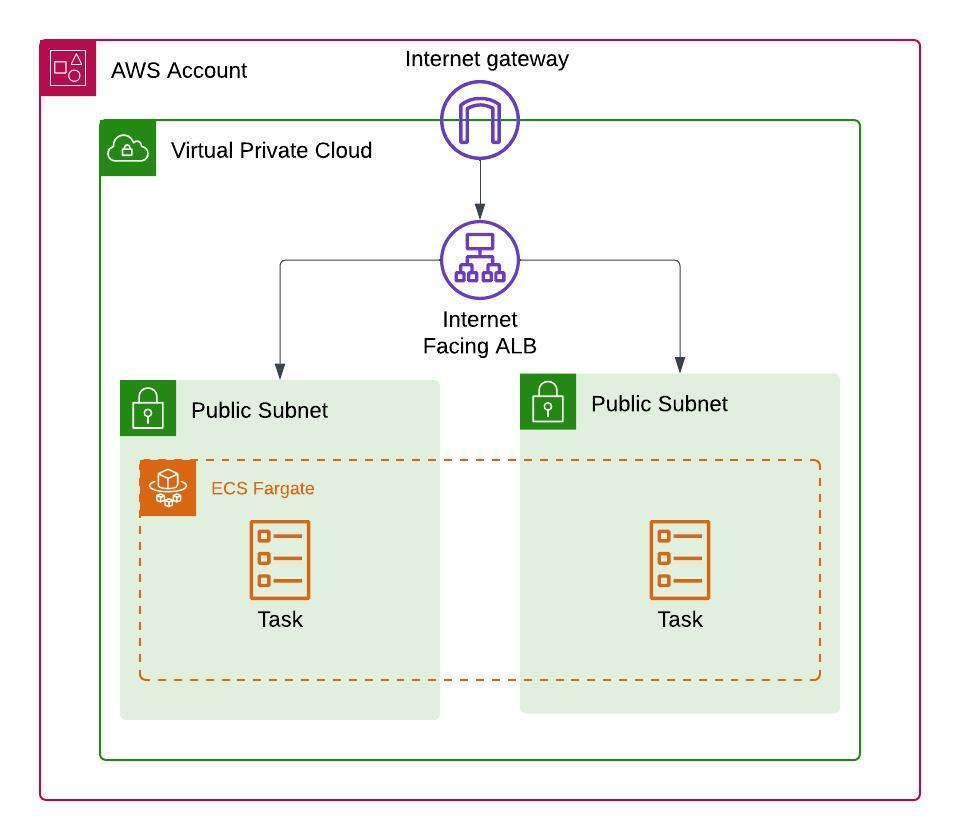 Internet gateway
AWS Account
Virtual Private Cloud
Internet
Facing ALB
Public Subnet
Public Subnet
ECS Fargate
Task
Task